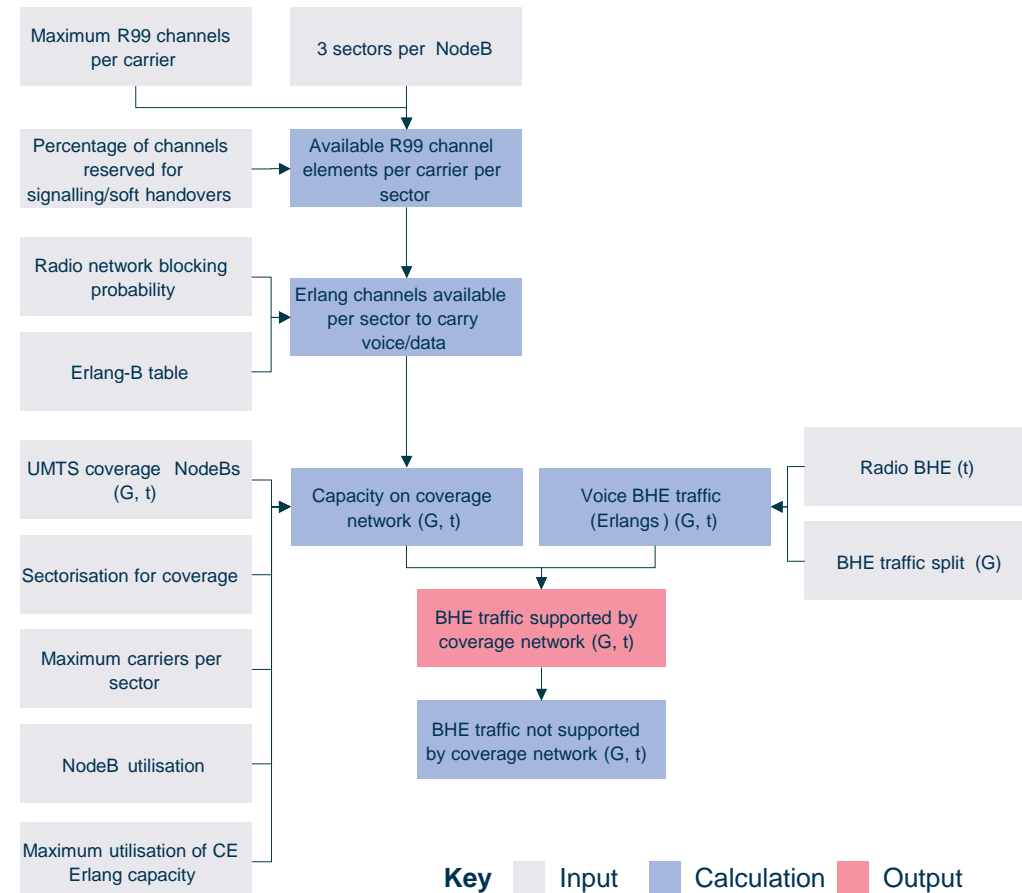 Maximum R99 channels
per carrier
3 sectors per NodeB
Percentage of channels
reserved for
signalling/soft handovers
Available R99 channel
elements per carrier per
sector
Radio network blocking
probability
Erlang channels available
per sector to carry
voice/data
Erlang-B table
UMTS coverage NodeBs
(G, t)
Capacity on coverage
network (G, t)
Voice BHE traffic
(Erlangs) (G, t)
Radio BHE (t)
BHE traffic split (G)
Sectorisation for coverage
BHE traffic supported by
coverage network (G, t)
Maximum carriers per
sector
BHE traffic not supported
by coverage network (G, t)
NodeB utilisation
Maximum utilisation of CE
Erlang capacity
Key Input Calculation Output